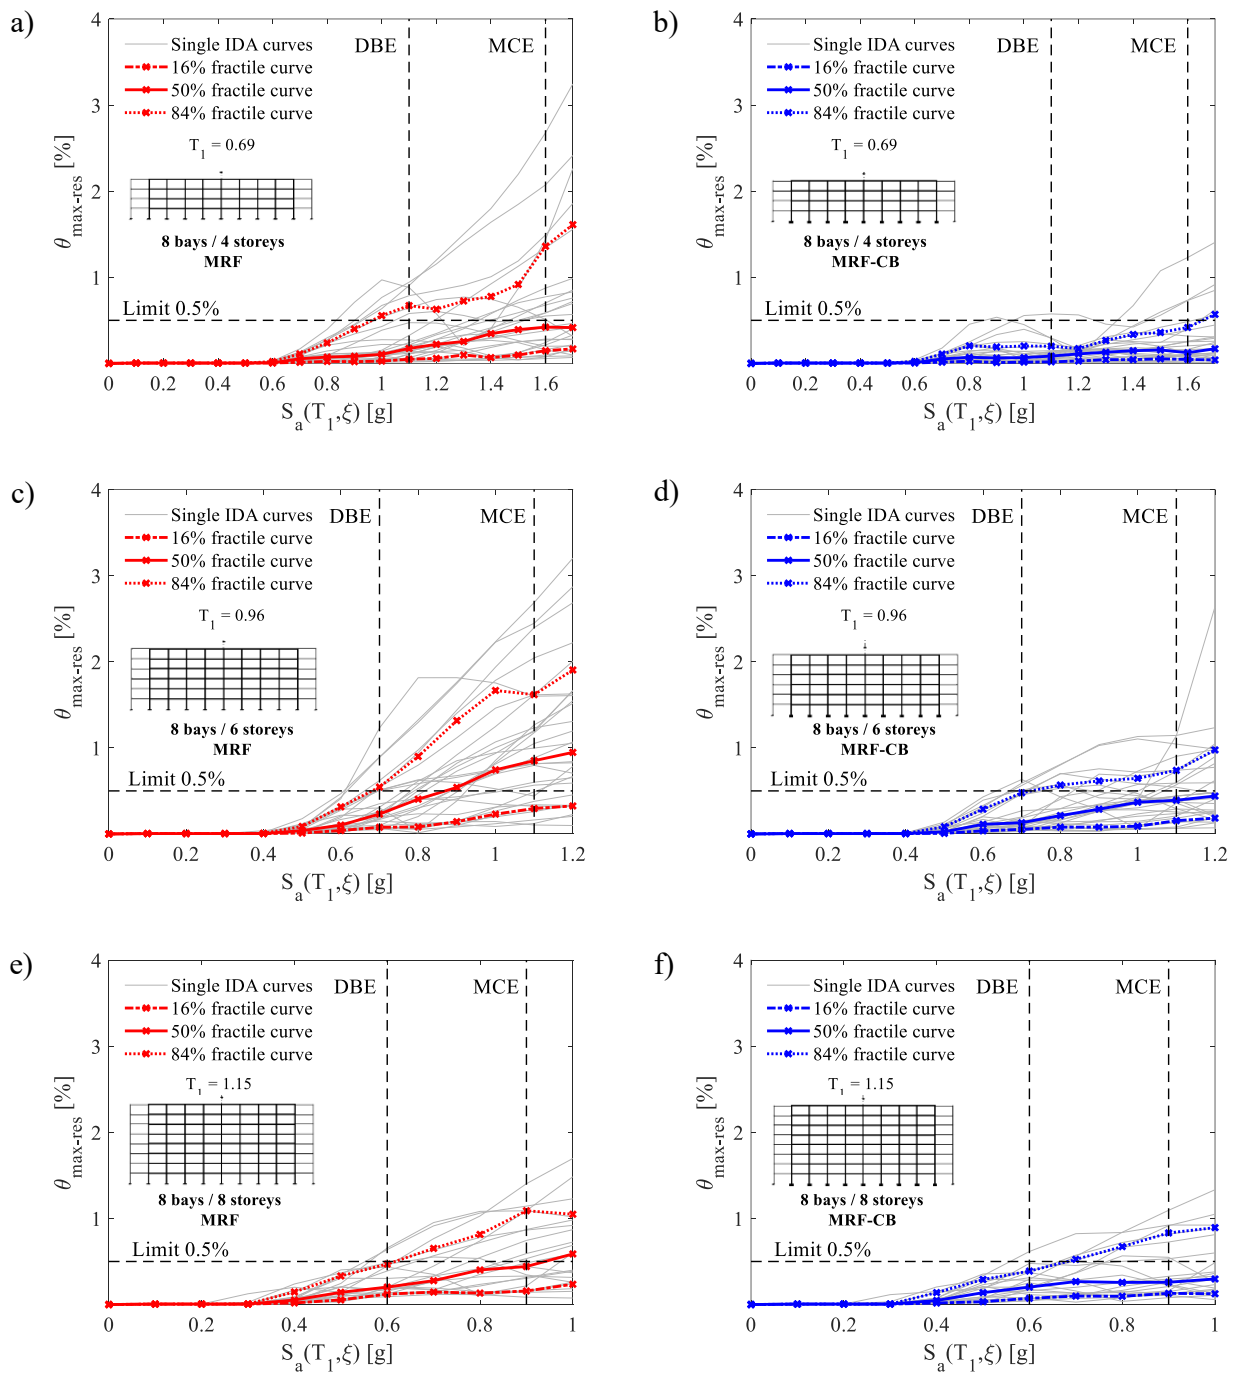 a)
4
3
2
1
0
θmax-res [%]
Single IDA curves
16% fractile curve
50% fractile curve
84% fractile curve
DBE
MCE
T1 = 0.69
8 bays / 4 storeys
MRF
Limit 0.5%
0 0.2 0.4 0.6 0.8 1 1.2 1.4 1.6
Sa(T1,ξ) [g]
b)
4
3
2
1
0
θmax-res [%]
Single IDA curves
16% fractile curve
50% fractile curve
84% fractile curve
DBE
MCE
T1 = 0.69
8 bays / 4 storeys
MRF-CB
Limit 0.5%
0 0.2 0.4 0.6 0.8 1 1.2 1.4 1.6
Sa(T1,ξ) [g]
c)
4
3
2
1
0
θmax-res [%]
Single IDA curves
16% fractile curve
50% fractile curve
84% fractile curve
DBE
MCE
T1 = 0.96
8 bays / 6 storeys
MRF
Limit 0.5%
0 0.2 0.4 0.6 0.8 1 1.2
Sa(T1,ξ) [g]
d)
4
3
2
1
0
θmax-res [%]
Single IDA curves
16% fractile curve
50% fractile curve
84% fractile curve
DBE
MCE
T1 = 0.96
8 bays / 6 storeys
MRF-CB
Limit 0.5%
0 0.2 0.4 0.6 0.8 1 1.2
Sa(T1,ξ) [g]
e)
4
3
2
1
0
θmax-res [%]
Single IDA curves
16% fractile curve
50% fractile curve
84% fractile curve
DBE
MCE
T1 = 1.15
8 bays / 8 storeys
MRF
Limit 0.5%
0 0.2 0.4 0.6 0.8 1
Sa(T1,ξ) [g]
f)
4
3
2
1
0
θmax-res [%]
Single IDA curves
16% fractile curve
50% fractile curve
84% fractile curve
DBE
MCE
T1 = 1.15
8 bays / 8 storeys
MRF-CB
Limit 0.5%
0 0.2 0.4 0.6 0.8 1
Sa(T1,ξ) [g]